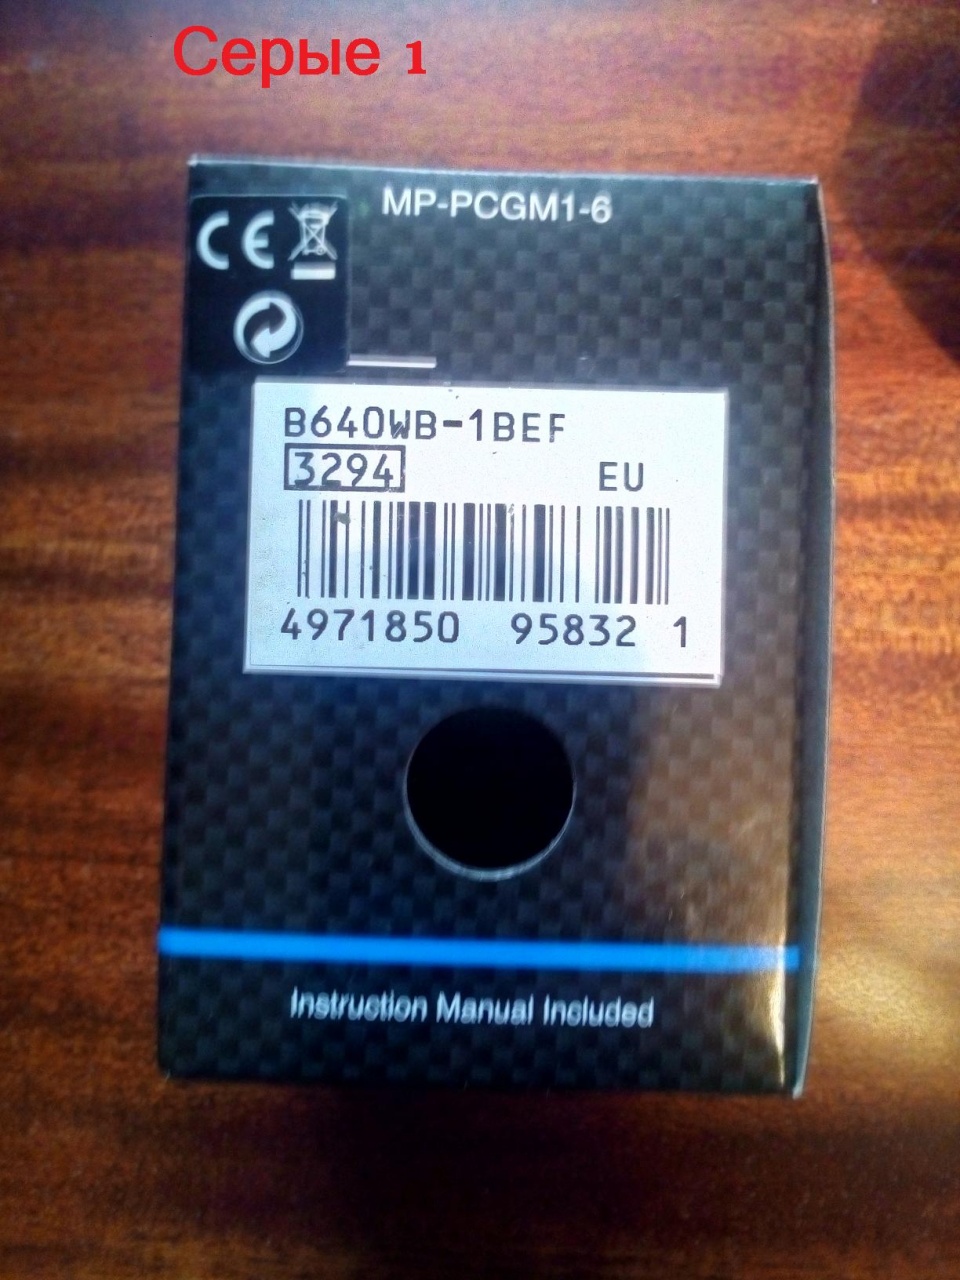 Серые 1
MP-PCGM1-6
CE
B640WB-1BEF
3294
EU
4971850 95832 1
Instruction Manual Included